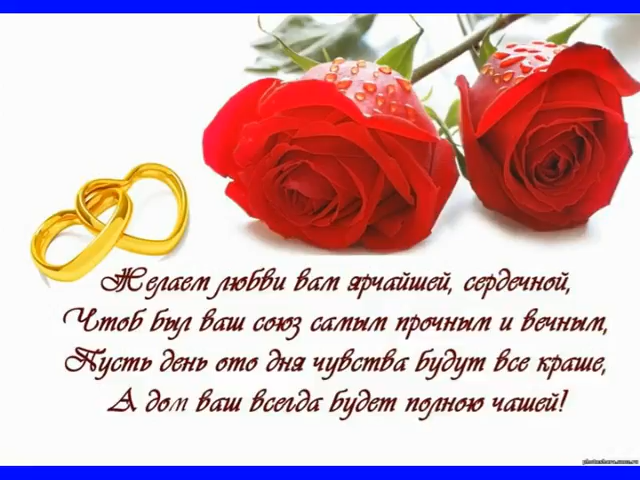 Желаем любви вам ярчайшей, сердечной,
Чтоб был ваш союз самым прочным и вечным,
Пусть день ото дня чувства будут все краше,
А дом ваш всегда будет полною чашей!